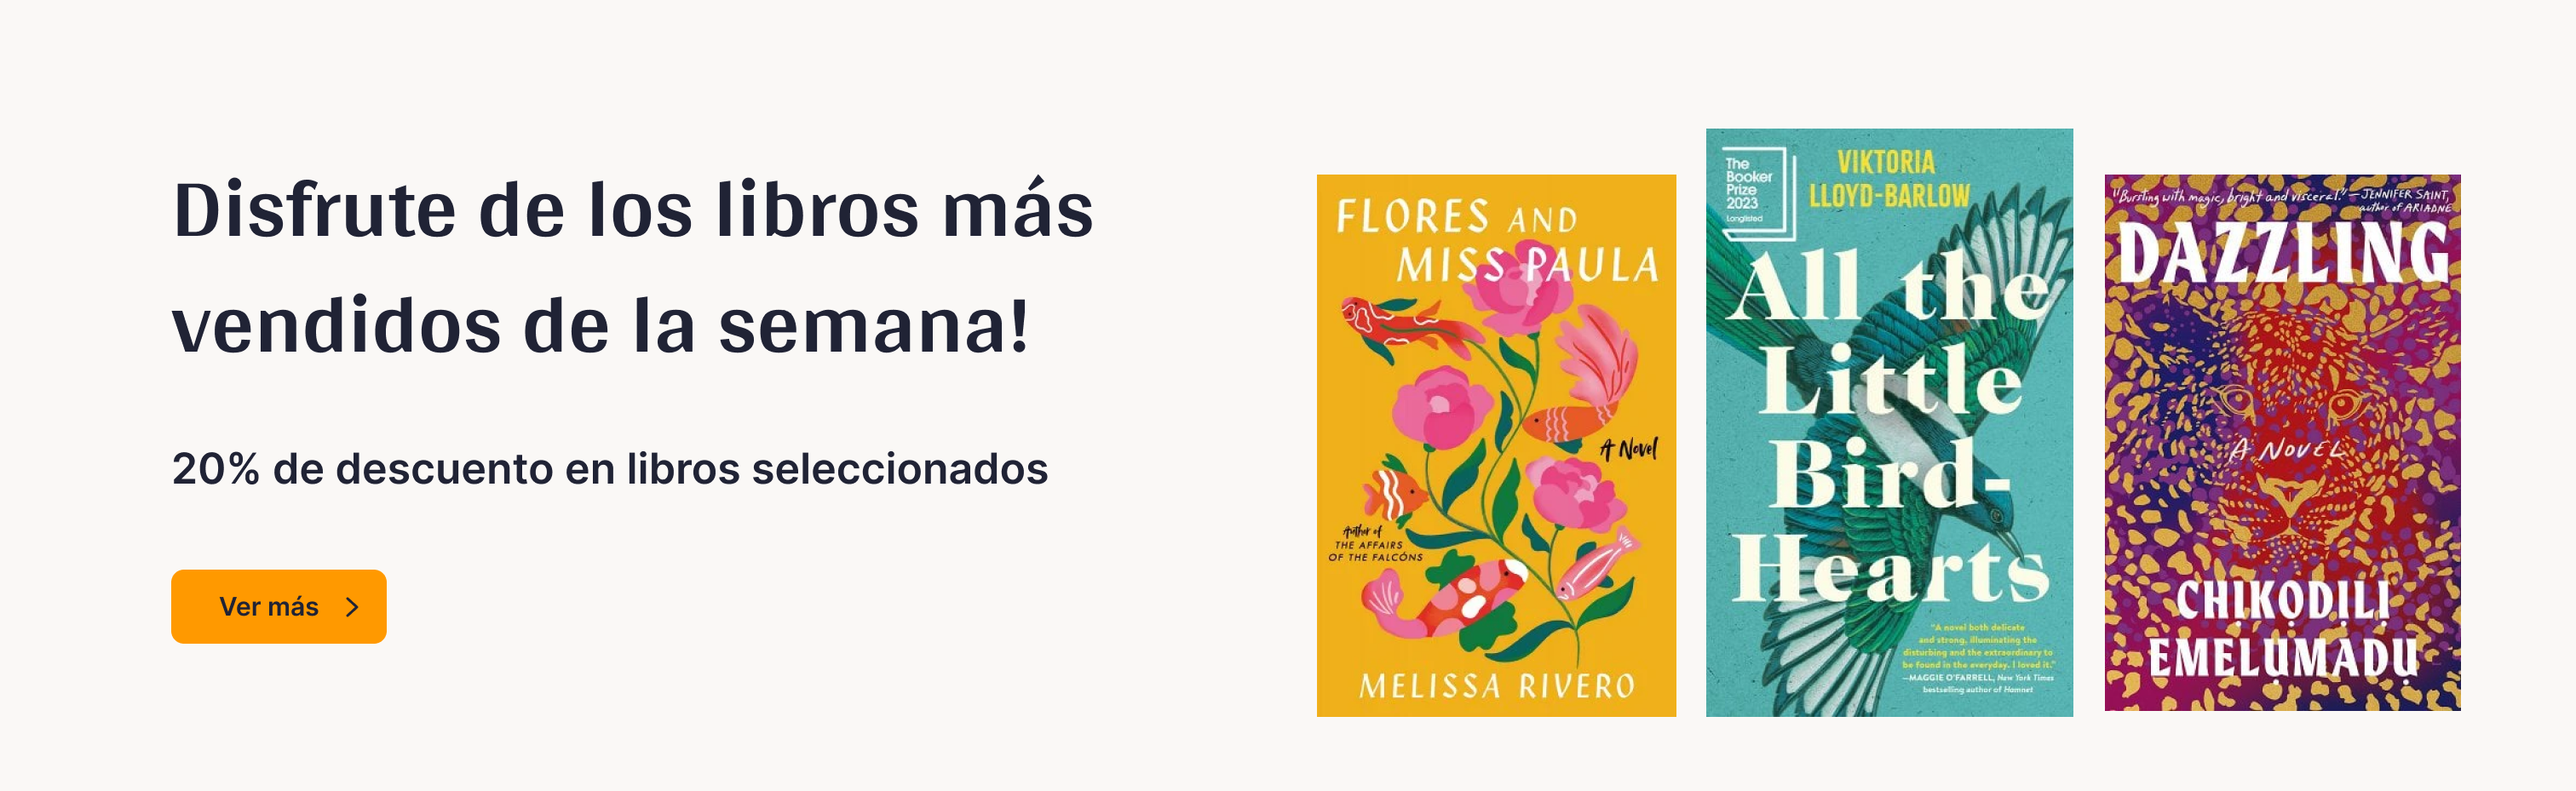 Disfrute de los libros más
vendidos de la semana!
20% de descuento en libros seleccionados
Ver más
FLORES AND
MISS PAULA
A Novel
Author of
THE AFFAIRS
OF THE FALCÓNS
MELISSA RIVERO
The
Booker
Prize
2023
Longlisted
VIKTORIA
LLOYD-BARLOW
All the
Little
Bird-
Hearts
"A novel both delicate
and strong, illuminating the
disturbing and the extraordinary to
be found in the everyday. I loved it."
—MAGGIE O'FARRELL, New York Times
bestselling author of Hamnet
"Bursting with magic, bright and visceral." —JENNIFER SAINT,
author of ARIADNE
DAZZLING
A NOVEL
CHỊKỌDỊLỊ
EMELỤMADỤ